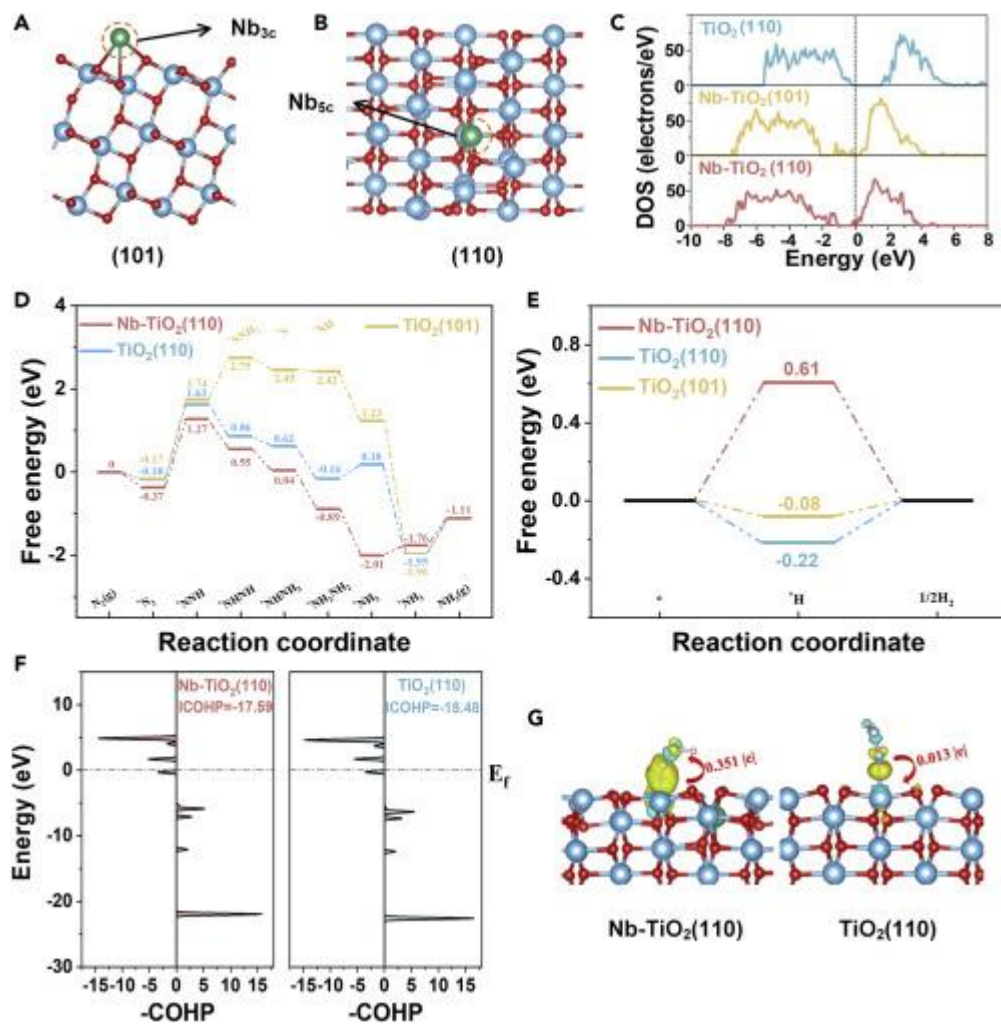 A
Nb3c
(101)
B
Nb5c
(110)
C
TiO2(110)
Nb-TiO2(101)
Nb-TiO2(110)
DOS (electrons/eV)
50
0
50
0
50
0
-10 -8 -6 -4 -2 0 2 4 6 8
Energy (eV)
D
Nb-TiO2(110)
TiO2(110)
TiO2(101)
Free energy (eV)
4
2
0
-2
0
-0.17
-0.18
-0.37
1.74
1.63
1.27
2.75
0.86
0.55
2.45
0.62
0.04
2.42
-0.16
-0.89
1.23
0.18
-2.01
-1.76
-1.95
-1.11
N2(g) *N2 *NNH *NHNH *NHNH2 *NH2NH2 *NH2 *NH3 NH3(g)
Reaction coordinate
E
Nb-TiO2(110)
TiO2(110)
TiO2(101)
Free energy (eV)
0.8
0.4
0.0
-0.4
0.61
-0.08
-0.22
* *H 1/2H2
Reaction coordinate
F
Nb-TiO2(110)
ICOHP=-17.59
TiO2(110)
ICOHP=-18.48
Ef
Energy (eV)
10
0
-10
-20
-30
-15 -10 -5 0 5 10 15
-COHP
-15 -10 -5 0 5 10 15
-COHP
G
0.351 |e|
0.013 |e|
Nb-TiO2(110)
TiO2(110)